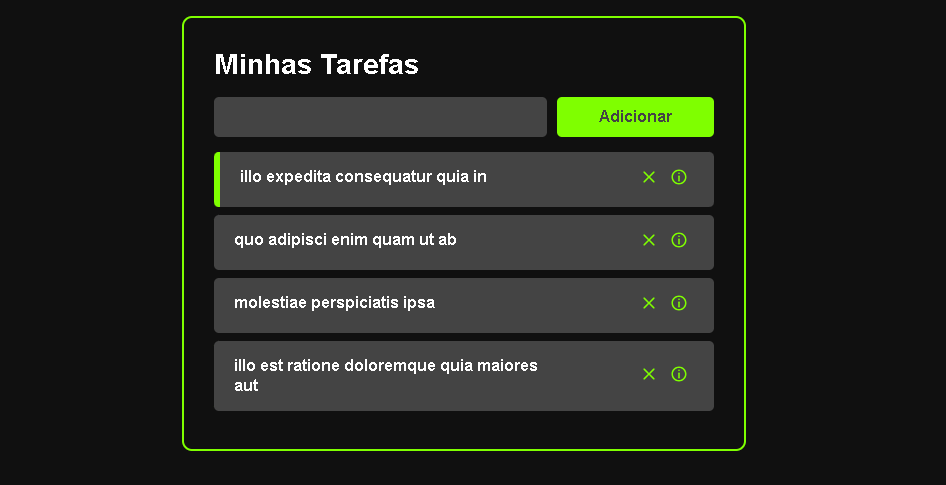 Minhas Tarefas
Adicionar
illo expedita consequatur quia in
quo adipisci enim quam ut ab
molestiae perspiciatis ipsa
illo est ratione doloremque quia maiores
aut